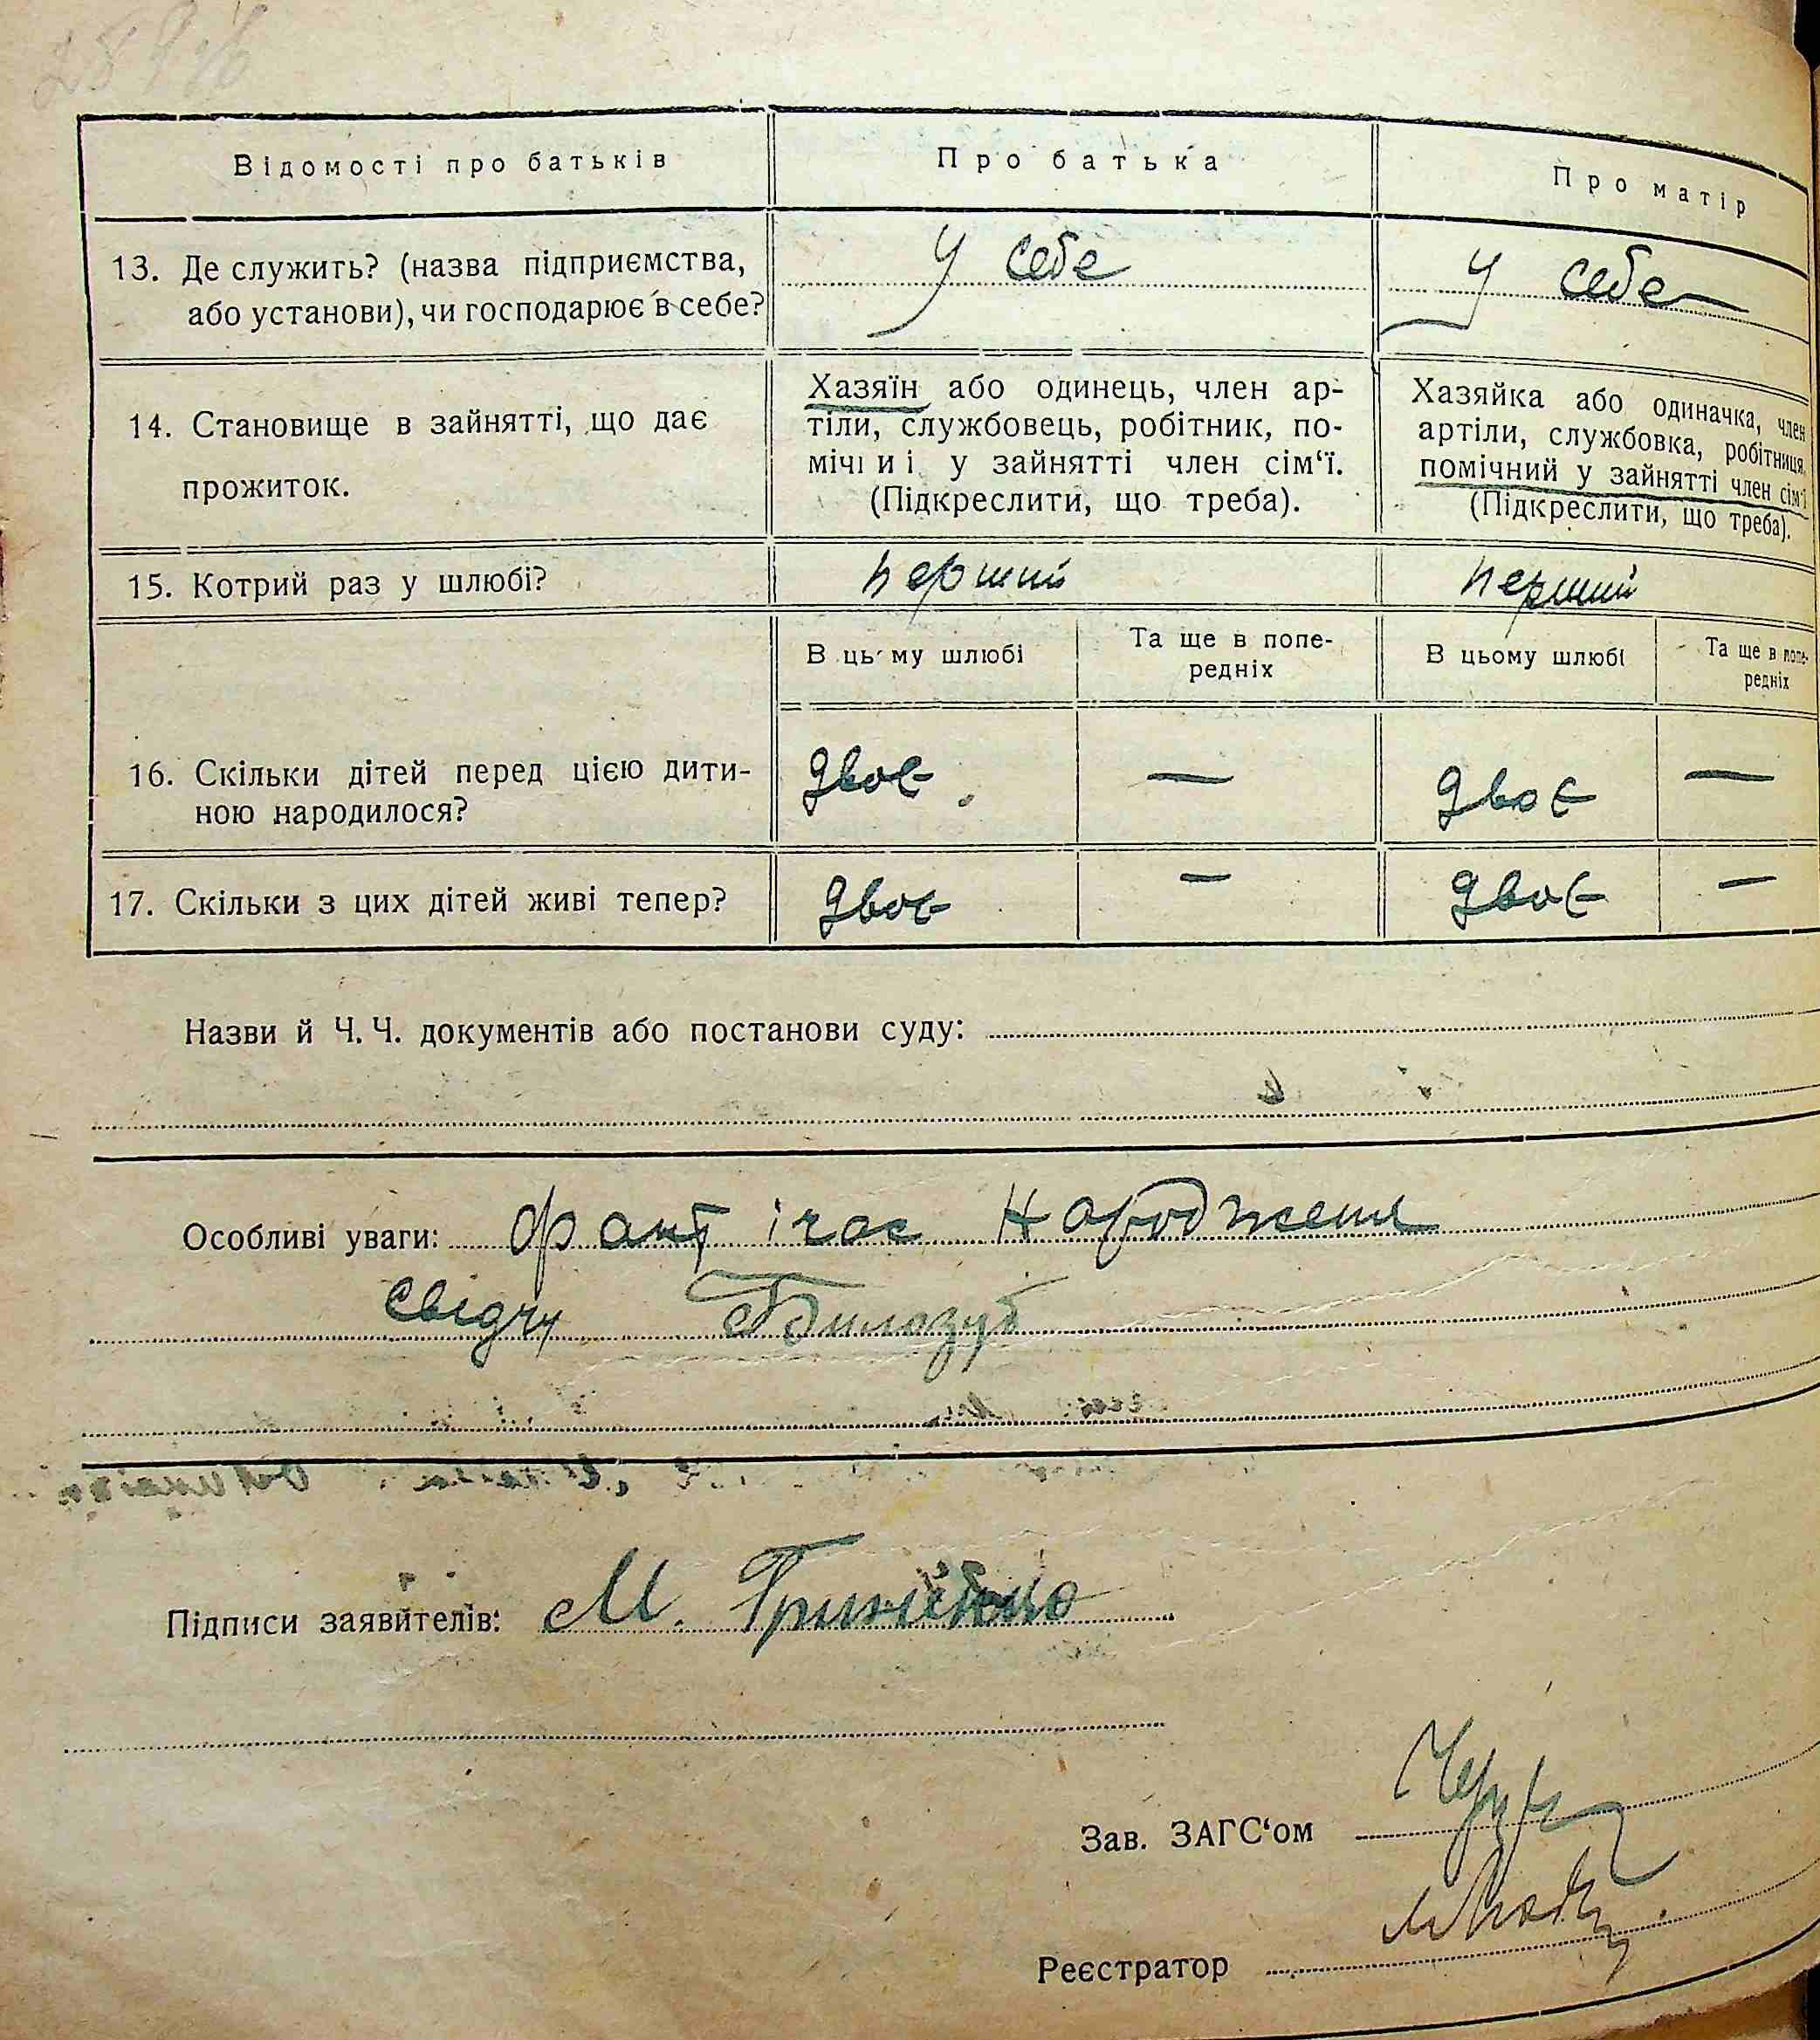 Відомості про батьків
Про батька
Про матір
13. Де служить? (назва підприємства,
або установи), чи господарює в себе?
У себе
У себе
14. Становище в зайнятті, що дає
прожиток.
Хазяїн або одинець, член ар-
тіли, службовець, робітник, по-
мічний у зайнятті член сім‘ї.
(Підкреслити, що треба).
Хазяйка або одиначка, член
артіли, службовка, робітниця,
помічний у зайнятті член сім‘ї
(Підкреслити, що треба).
15. Котрий раз у шлюбі?
перший
перший
В цьому шлюбі
Та ще в попе-
редніх
В цьому шлюбі
Та ще в попе-
редніх
16. Скільки дітей перед цією дити-
ною народилося?
двоє
—
двоє
—
17. Скільки з цих дітей живі тепер?
двоє
—
двоє
—
Назви й Ч. Ч. документів або постанови суду:
Особливі уваги: факт і час народження
свідчу
Підписи заявителів: М.
Зав. ЗАГС‘ом
Реєстратор